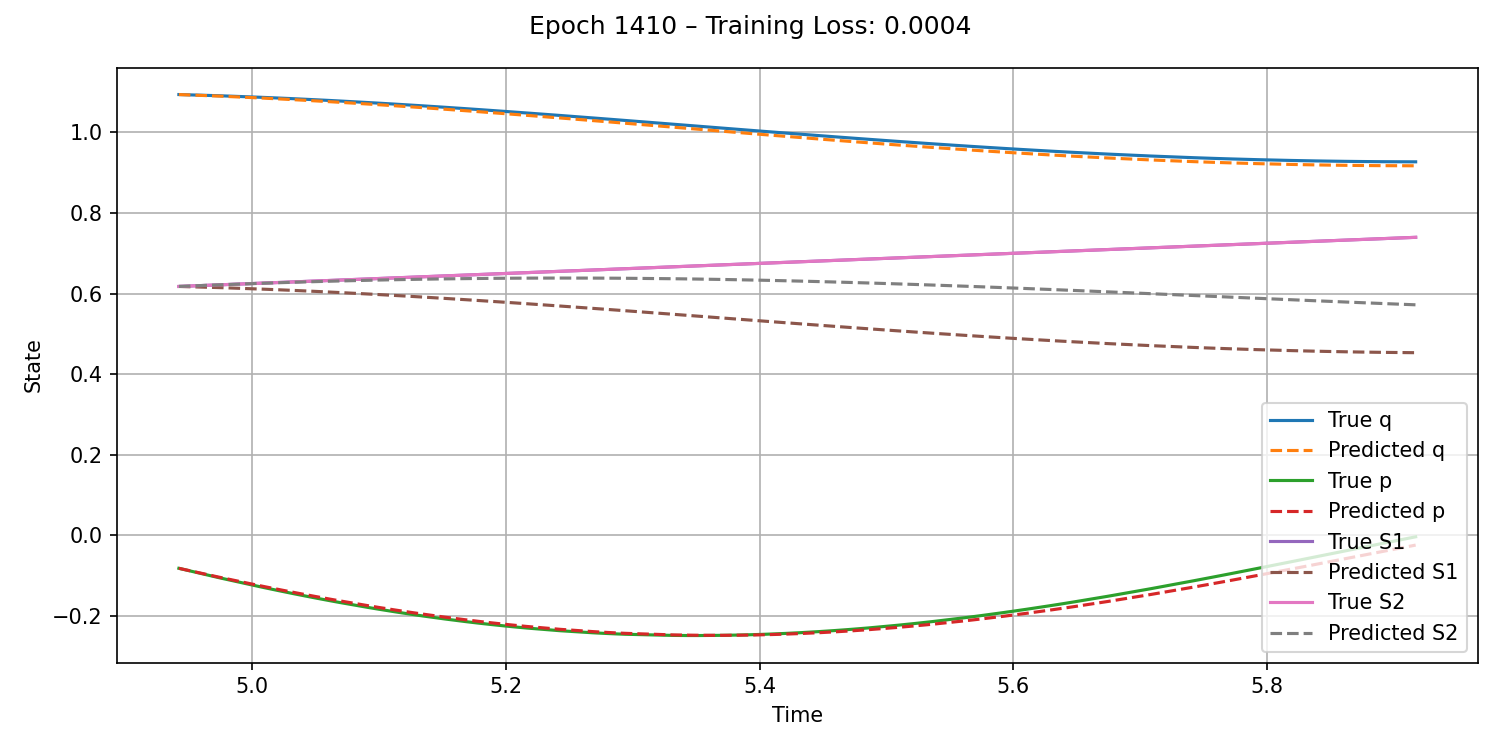 Epoch 1410 – Training Loss: 0.0004
State
1.0
0.8
0.6
0.4
0.2
0.0
−0.2
True q
Predicted q
True p
Predicted p
True S1
Predicted S1
True S2
Predicted S2
5.0 5.2 5.4 5.6 5.8
Time